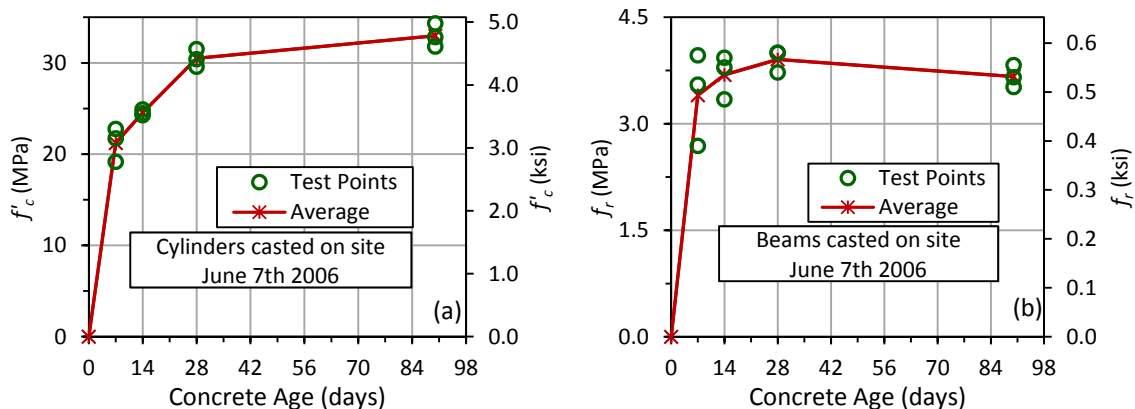 f'c (MPa)
30
20
10
0
5.0
4.0
3.0
2.0
1.0
0.0
f'c (ksi)
Test Points
Average
Cylinders casted on site
June 7th 2006
(a)
0 14 28 42 56 70 84 98
Concrete Age (days)
fr (MPa)
4.5
3.0
1.5
0.0
0.6
0.5
0.4
0.3
0.2
0.1
0.0
fr (ksi)
Test Points
Average
Beams casted on site
June 7th 2006
(b)
0 14 28 42 56 70 84 98
Concrete Age (days)